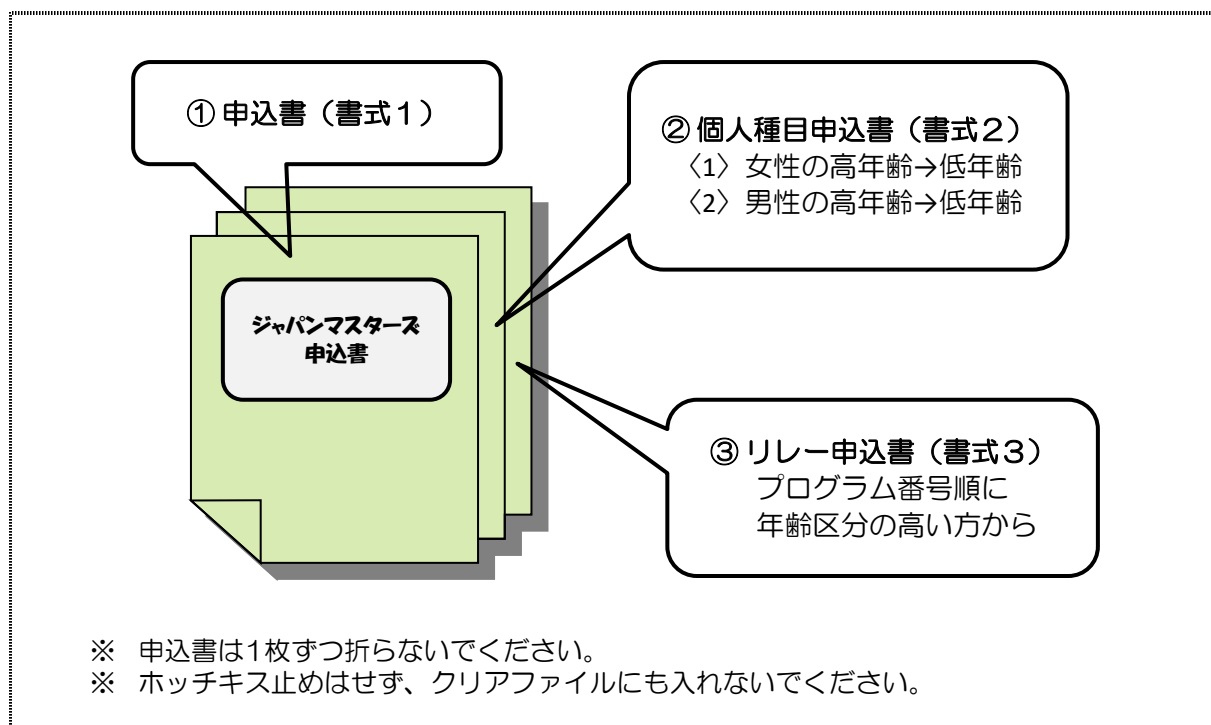 ① 申込書（書式１）
② 個人種目申込書（書式２）
〈1〉女性の高年齢→低年齢
〈2〉男性の高年齢→低年齢
ジャパンマスターズ
申込書
③ リレー申込書（書式３）
プログラム番号順に
年齢区分の高い方から
※　申込書は1枚ずつ折らないでください。
※　ホッチキス止めはせず、クリアファイルにも入れないでください。